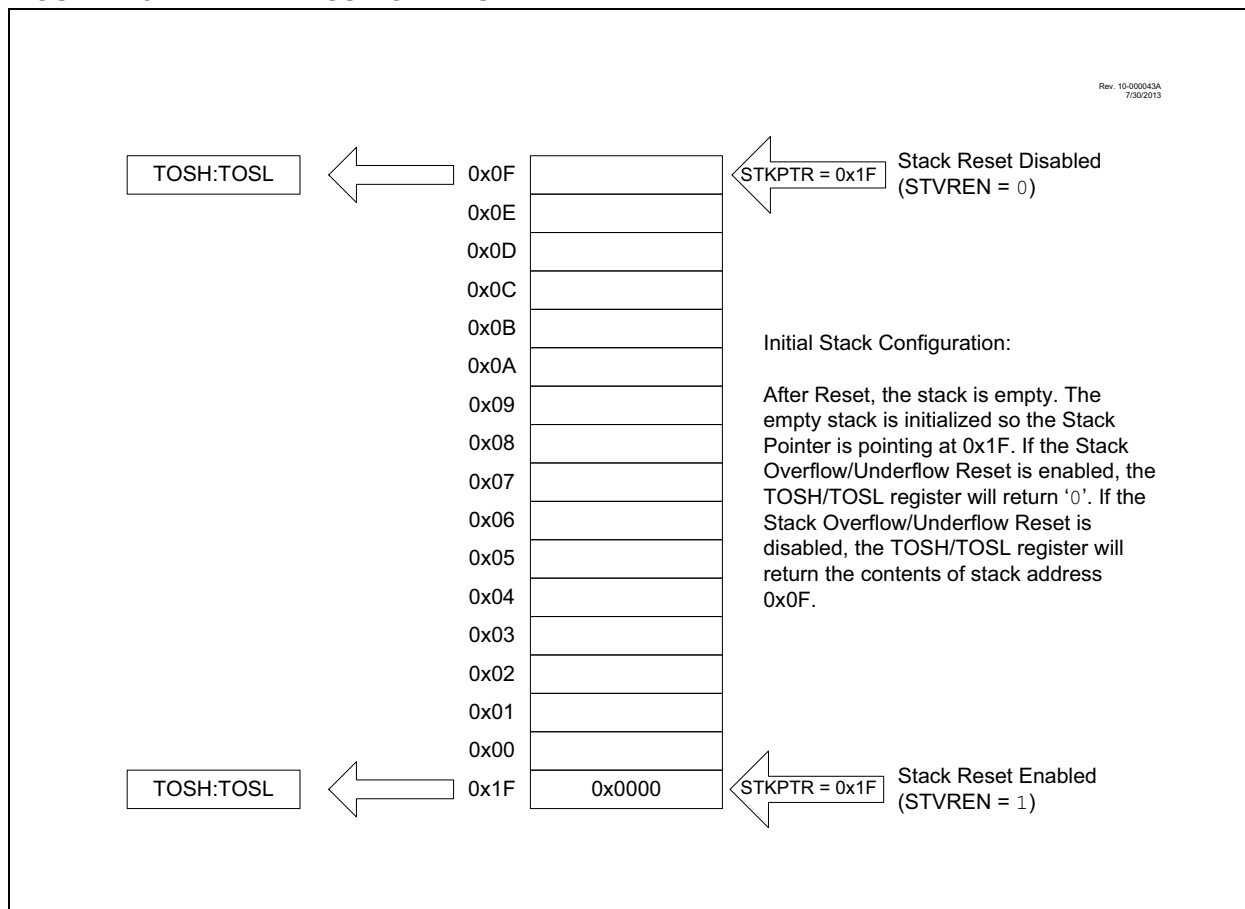 Rev. 10-000043A
7/30/2013
TOSH:TOSL
0x0F
STKPTR = 0x1F
Stack Reset Disabled
(STVREN = 0)
0x0E
0x0D
0x0C
0x0B
0x0A
0x09
0x08
0x07
0x06
0x05
0x04
0x03
0x02
0x01
0x00
Initial Stack Configuration:
After Reset, the stack is empty. The
empty stack is initialized so the Stack
Pointer is pointing at 0x1F. If the Stack
Overflow/Underflow Reset is enabled, the
TOSH/TOSL register will return ‘0’. If the
Stack Overflow/Underflow Reset is
disabled, the TOSH/TOSL register will
return the contents of stack address
0x0F.
TOSH:TOSL
0x1F
0x0000
STKPTR = 0x1F
Stack Reset Enabled
(STVREN = 1)